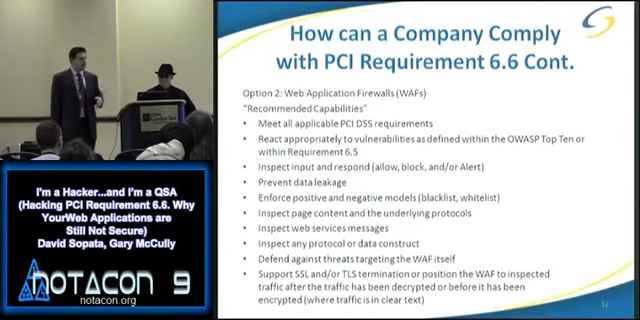 How can a Company Comply
with PCI Requirement 6.6 Cont.
Option 2: Web Application Firewalls (WAFs)
"Recommended Capabilities"
• Meet all applicable PCI DSS requirements
• React appropriately to vulnerabilities as defined within the OWASP Top Ten or
within Requirement 6.5
• Inspect input and respond (allow, block, and/or Alert)
• Prevent data leakage
• Enforce positive and negative models (blacklist, whitelist)
• Inspect page content and the underlying protocols
• Inspect web services messages
• Inspect any protocol or data construct
• Defend against threats targeting the WAF itself
• Support SSL and/or TLS termination or position the WAF to inspected
traffic after the traffic has been decrypted or before it has been
encrypted (where traffic is in clear text)
I'm a Hacker...and I'm a QSA
(Hacking PCI Requirement 6.6. Why
YourWeb Applications are
Still Not Secure)
David Sopata, Gary McCully
NOTACON 9
notacon.org